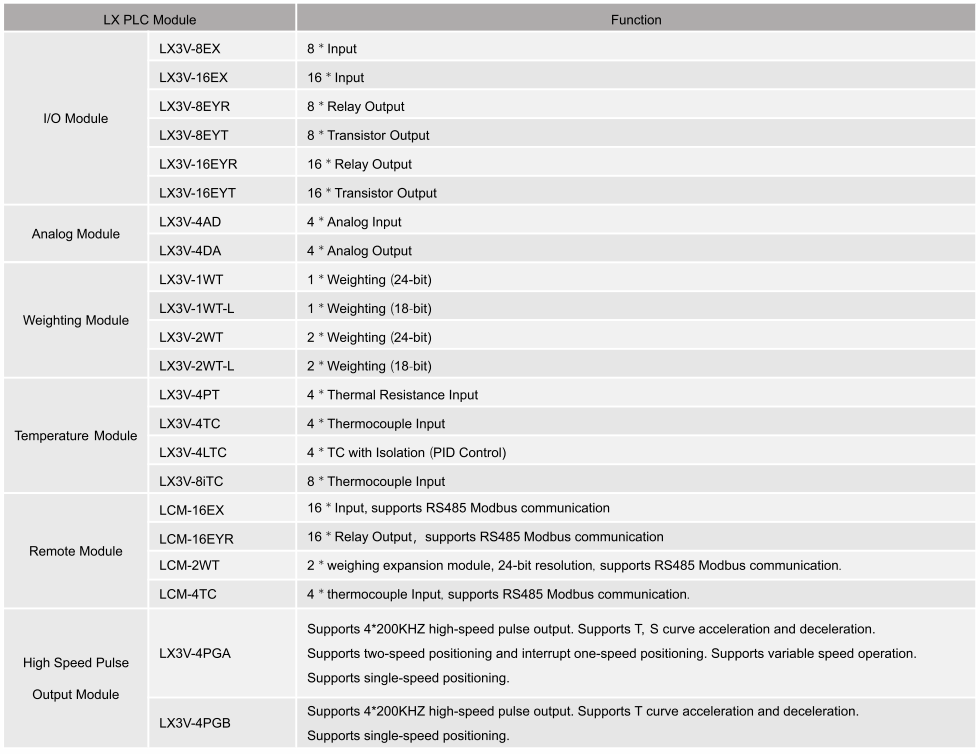 LX PLC Module Function
I/O Module
LX3V-8EX 8 * Input
LX3V-16EX 16 * Input
LX3V-8EYR 8 * Relay Output
LX3V-8EYT 8 * Transistor Output
LX3V-16EYR 16 * Relay Output
LX3V-16EYT 16 * Transistor Output
Analog Module
LX3V-4AD 4 * Analog Input
LX3V-4DA 4 * Analog Output
Weighting Module
LX3V-1WT 1 * Weighting (24-bit)
LX3V-1WT-L 1 * Weighting (18-bit)
LX3V-2WT 2 * Weighting (24-bit)
LX3V-2WT-L 2 * Weighting (18-bit)
Temperature Module
LX3V-4PT 4 * Thermal Resistance Input
LX3V-4TC 4 * Thermocouple Input
LX3V-4LTC 4 * TC with Isolation (PID Control)
LX3V-8iTC 8 * Thermocouple Input
Remote Module
LCM-16EX 16 * Input, supports RS485 Modbus communication
LCM-16EYR 16 * Relay Output, supports RS485 Modbus communication
LCM-2WT 2 * weighing expansion module, 24-bit resolution, supports RS485 Modbus communication.
LCM-4TC 4 * thermocouple Input, supports RS485 Modbus communication.
High Speed Pulse
Output Module
LX3V-4PGA
Supports 4*200KHZ high-speed pulse output. Supports T, S curve acceleration and deceleration.
Supports two-speed positioning and interrupt one-speed positioning. Supports variable speed operation.
Supports single-speed positioning.
LX3V-4PGB
Supports 4*200KHZ high-speed pulse output. Supports T curve acceleration and deceleration.
Supports single-speed positioning.